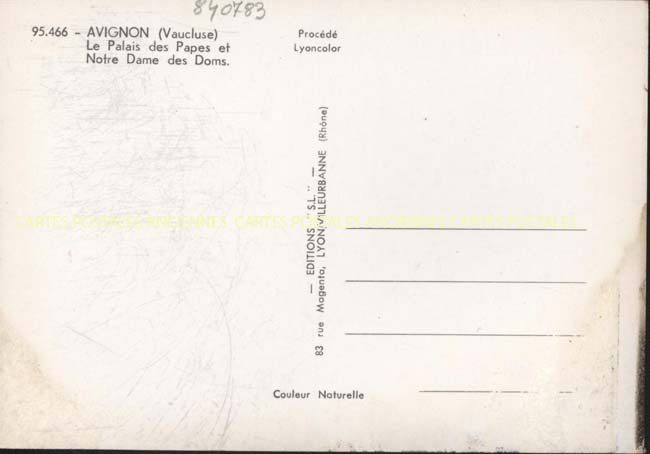 840783
95.466 - AVIGNON (Vaucluse)
Le Palais des Papes et
Notre Dame des Doms.
Procédé
Lyoncolor
— EDITIONS "S.L." —
83 rue Magenta, LYON-VILLEURBANNE (Rhône)
CARTES POSTALES ANCIENNES CARTES POSTALES ANCIENNES CARTES POSTALES
Couleur Naturelle